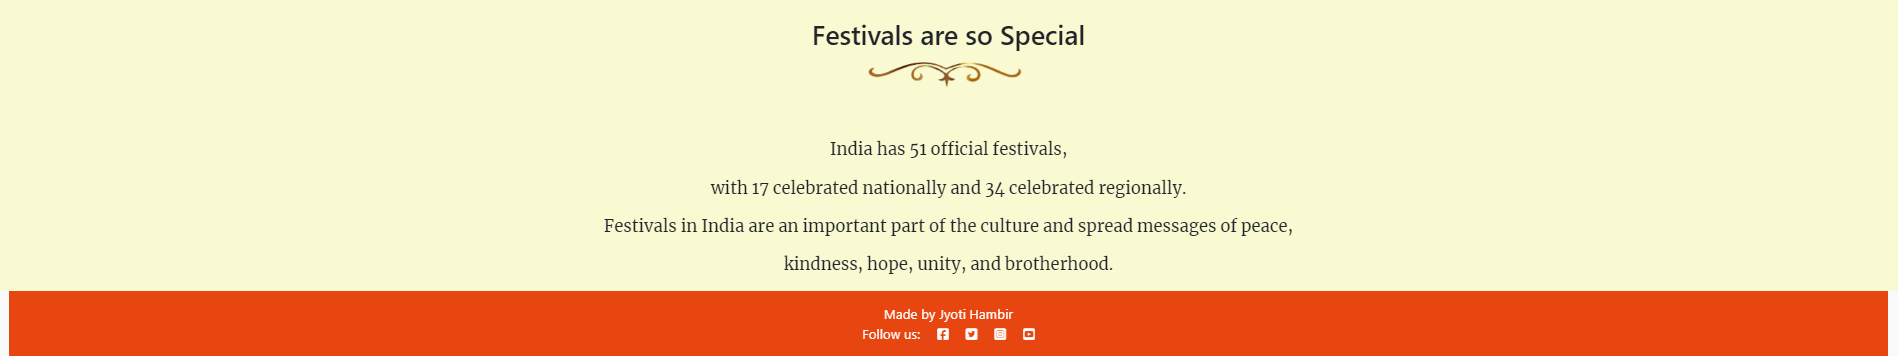 Festivals are so Special
India has 51 official festivals,
with 17 celebrated nationally and 34 celebrated regionally.
Festivals in India are an important part of the culture and spread messages of peace,
kindness, hope, unity, and brotherhood.
Made by Jyoti Hambir
Follow us: